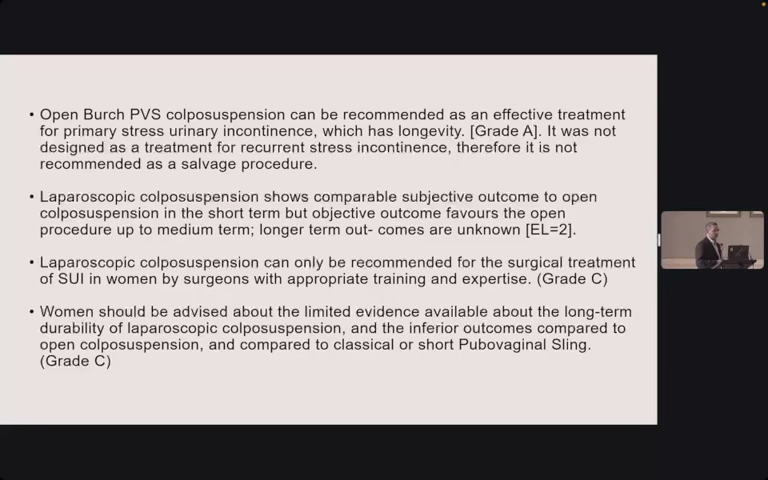 • Open Burch PVS colposuspension can be recommended as an effective treatment
for primary stress urinary incontinence, which has longevity. [Grade A]. It was not
designed as a treatment for recurrent stress incontinence, therefore it is not
recommended as a salvage procedure.
• Laparoscopic colposuspension shows comparable subjective outcome to open
colposuspension in the short term but objective outcome favours the open
procedure up to medium term; longer term out- comes are unknown [EL=2].
• Laparoscopic colposuspension can only be recommended for the surgical treatment
of SUI in women by surgeons with appropriate training and expertise. (Grade C)
• Women should be advised about the limited evidence available about the long-term
durability of laparoscopic colposuspension, and the inferior outcomes compared to
open colposuspension, and compared to classical or short Pubovaginal Sling.
(Grade C)